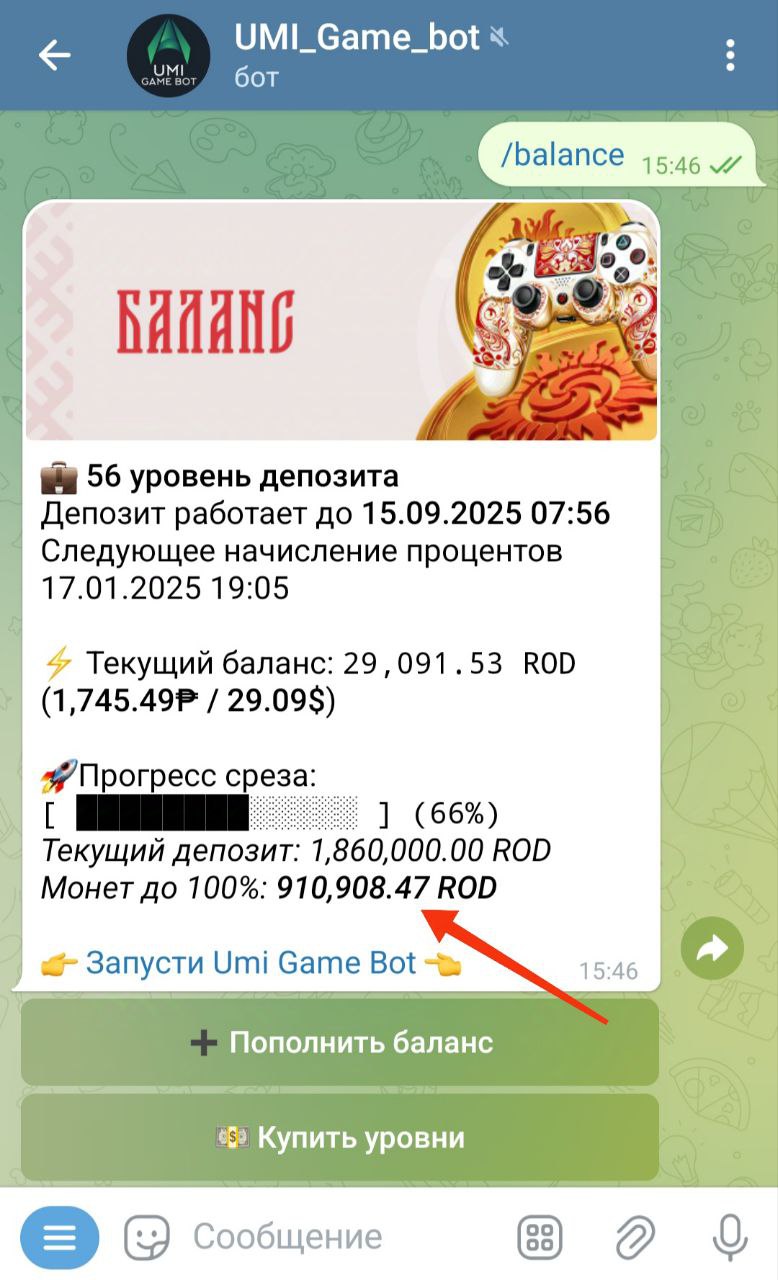 UMI_Game_bot
UMI
GAME BOT
бот
/balance 15:46
БАЛАНС
💼 56 уровень депозита
Депозит работает до 15.09.2025 07:56
Следующее начисление процентов
17.01.2025 19:05
⚡ Текущий баланс: 29,091.53 ROD
(1,745.49₱ / 29.09$)
🚀Прогресс среза:
[ ████████░░░░░ ] (66%)
Текущий депозит: 1,860,000.00 ROD
Монет до 100%: 910,908.47 ROD
👉 Запусти Umi Game Bot 👈
15:46
➕ Пополнить баланс
💵 Купить уровни
Сообщение